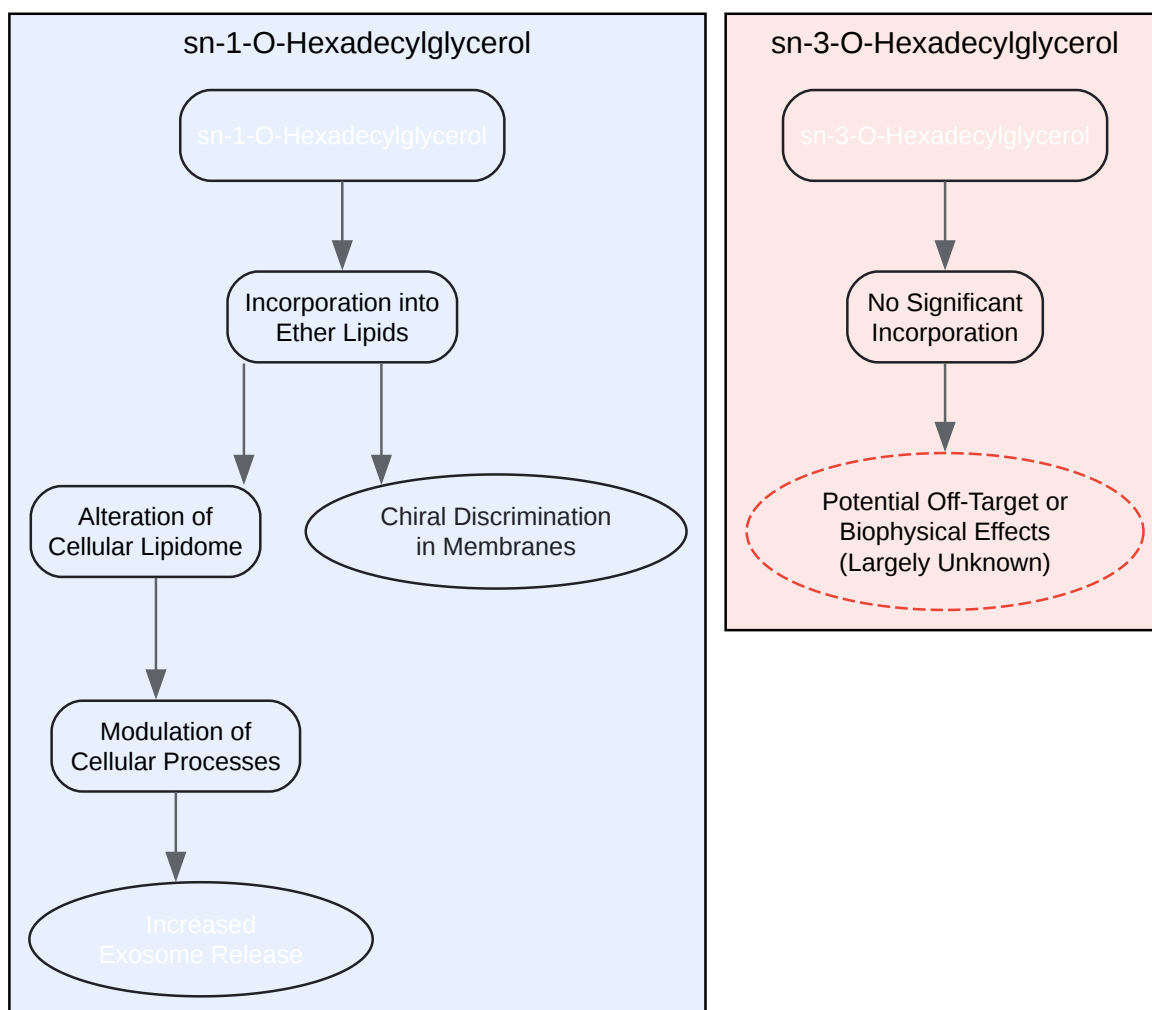 sn-1-O-Hexadecylglycerol
sn-1-O-Hexadecylglycerol
Incorporation into
Ether Lipids
Alteration of
Cellular Lipidome
Chiral Discrimination
in Membranes
Modulation of
Cellular Processes
Increased
Exosome Release
sn-3-O-Hexadecylglycerol
sn-3-O-Hexadecylglycerol
No Significant
Incorporation
Potential Off-Target or
Biophysical Effects
(Largely Unknown)